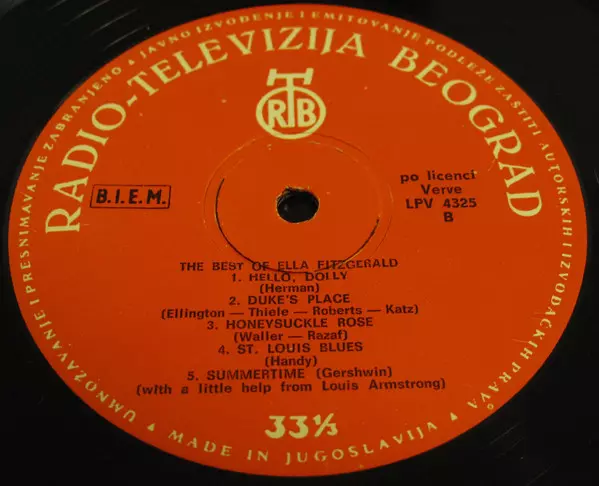 UMNOŽAVANJE I PRESNIMAVANJE ZABRANJENO • JAVNO IZVOĐENJE I EMITOVANJE PODLEŽE ZAŠTITI AUTORSKIH I IZVOĐAČKIH PRAVA
RADIO-TELEVIZIJA BEOGRAD
RTB
B.I.E.M.
po licenci
Verve
LPV 4325
B
THE BEST OF ELLA FITZGERALD
1. HELLO, DOLLY
(Herman)
2. DUKE'S PLACE
(Ellington — Thiele — Roberts — Katz)
3. HONEYSUCKLE ROSE
(Waller — Razaf)
4. ST. LOUIS BLUES
(Handy)
5. SUMMERTIME (Gershwin)
(with a little help from Louis Armstrong)
33⅓
• MADE IN JUGOSLAVIJA •